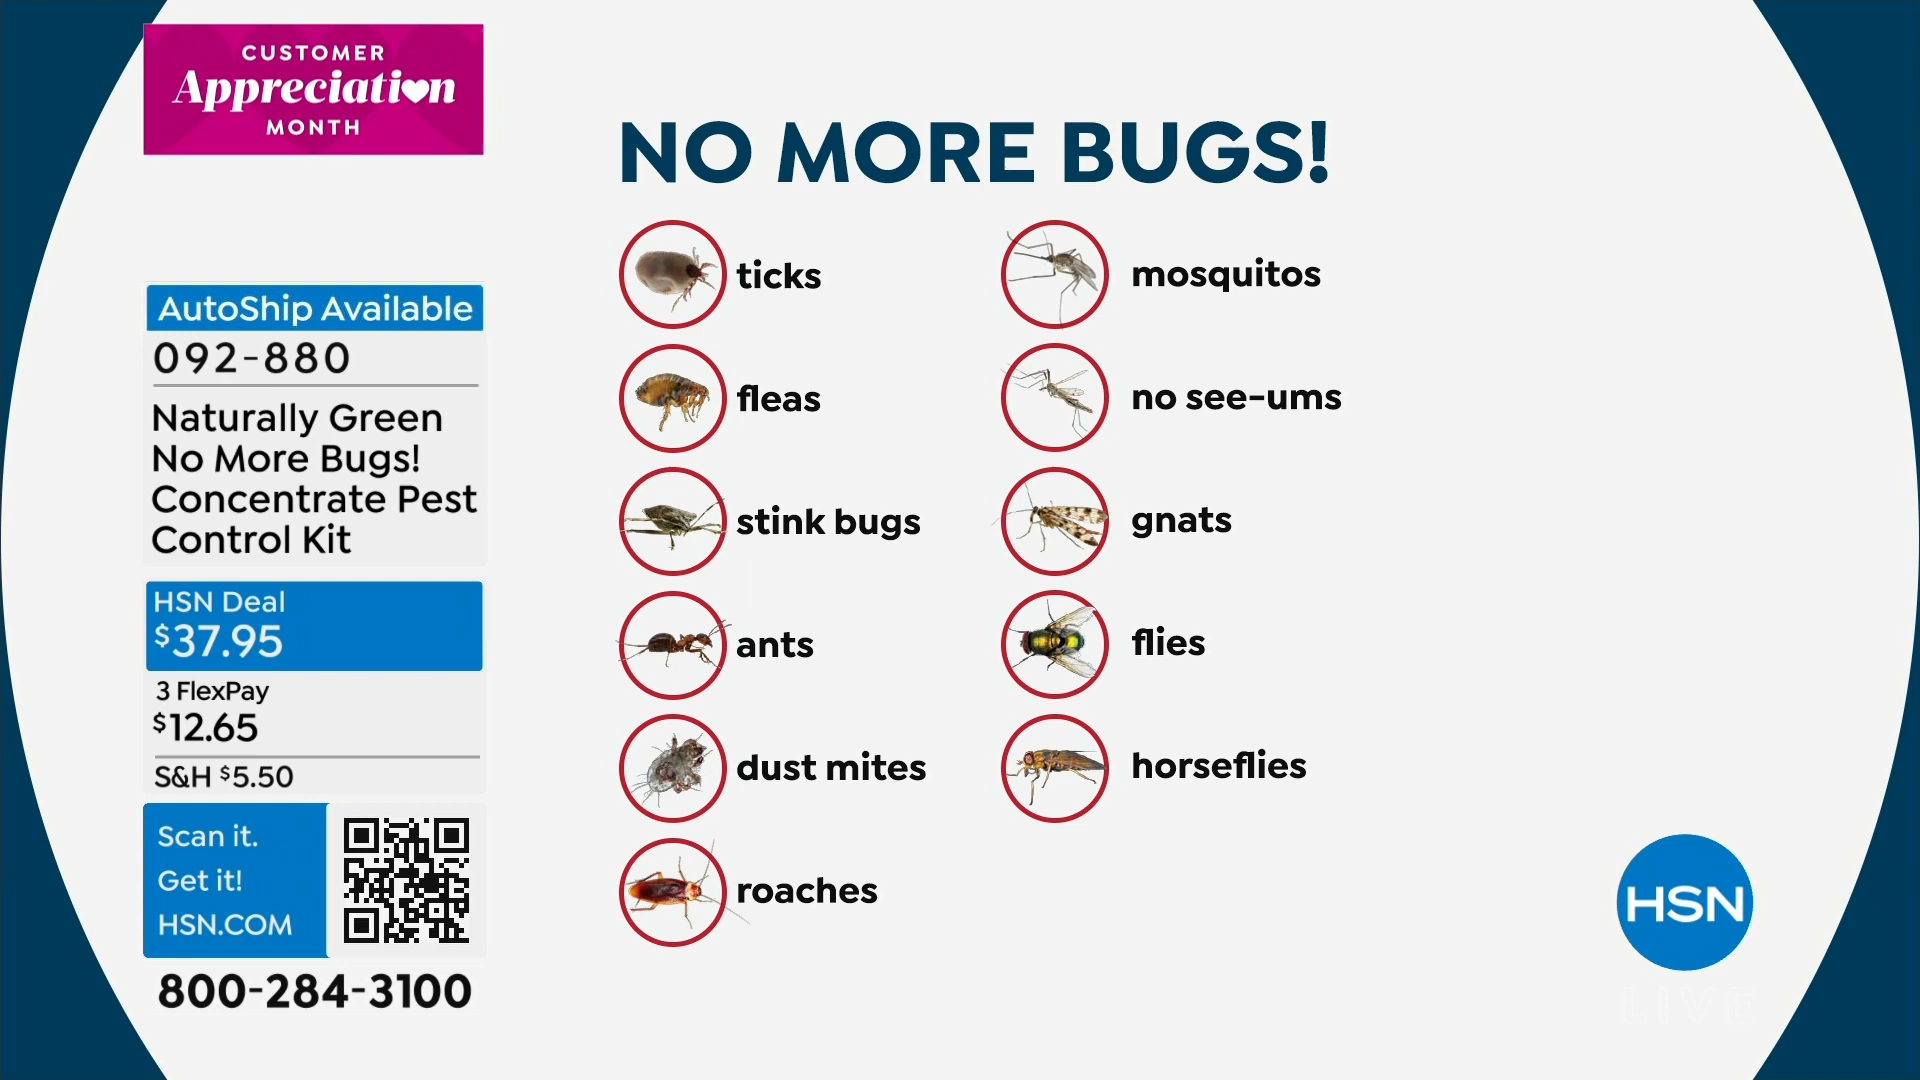 CUSTOMER
Appreciation
MONTH
AutoShip Available
092-880
Naturally Green
No More Bugs!
Concentrate Pest
Control Kit
HSN Deal
$37.95
3 FlexPay
$12.65
S&H $5.50
Scan it.
Get it!
HSN.COM
800-284-3100
NO MORE BUGS!
ticks
fleas
stink bugs
ants
dust mites
roaches
mosquitos
no see-ums
gnats
flies
horseflies
HSN
LIVE